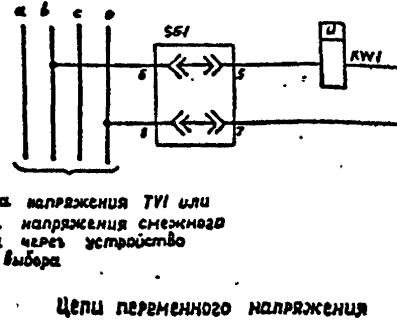 а в с о
SG1
6 5
U
KW1
8 7
а напряжения TV1 или
напряжения смежного
через устройство
выбора
Цепи переменного напряжения